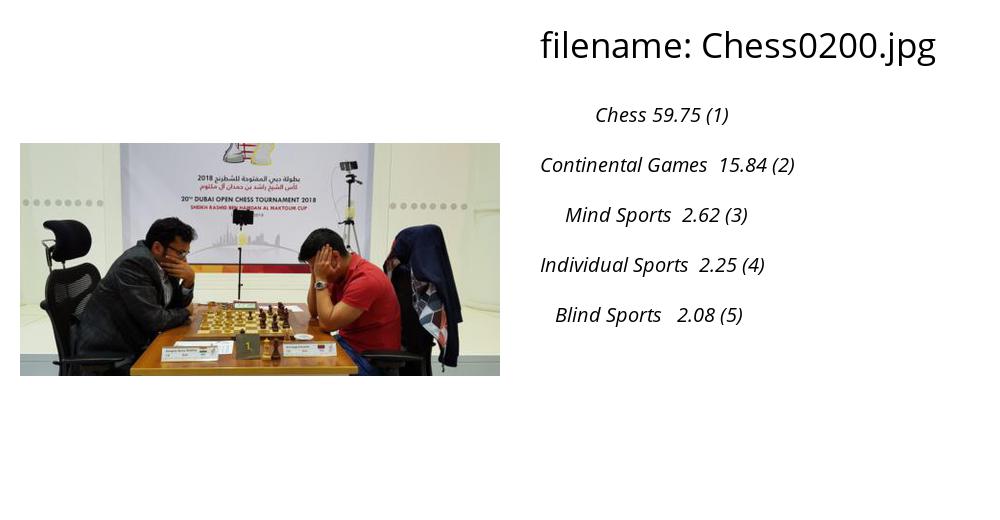 filename: Chess0200.jpg
Chess 59.75 (1)
Continental Games 15.84 (2)
Mind Sports 2.62 (3)
Individual Sports 2.25 (4)
Blind Sports 2.08 (5)
بطولة دبي المفتوحة للشطرنج 2018
كأس الشيخ راشد بن حمدان آل مكتوم
20TH DUBAI OPEN CHESS TOURNAMENT 2018
SHEIKH RASHID BIN HAMDAN AL MAKTOUM CUP
1